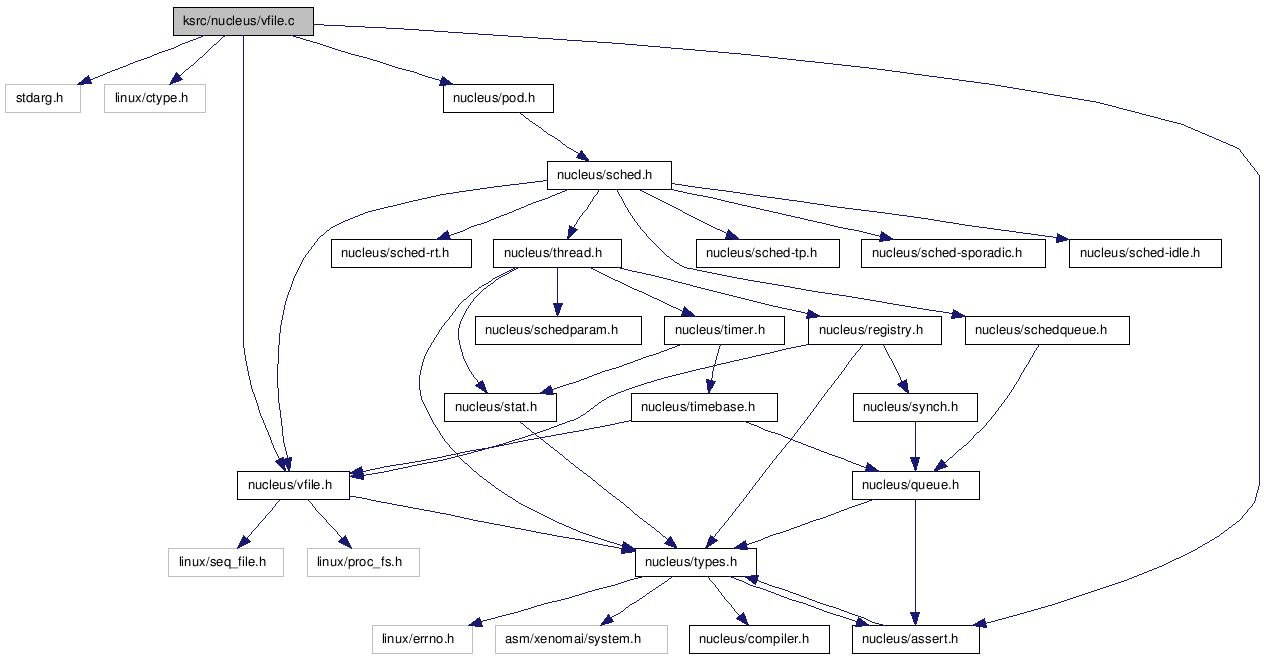 ksrc/nucleus/vfile.c
stdarg.h
linux/ctype.h
nucleus/pod.h
nucleus/sched.h
nucleus/sched-rt.h
nucleus/thread.h
nucleus/sched-tp.h
nucleus/sched-sporadic.h
nucleus/sched-idle.h
nucleus/schedparam.h
nucleus/timer.h
nucleus/registry.h
nucleus/schedqueue.h
nucleus/stat.h
nucleus/timebase.h
nucleus/synch.h
nucleus/vfile.h
nucleus/queue.h
linux/seq_file.h
linux/proc_fs.h
nucleus/types.h
linux/errno.h
asm/xenomai/system.h
nucleus/compiler.h
nucleus/assert.h